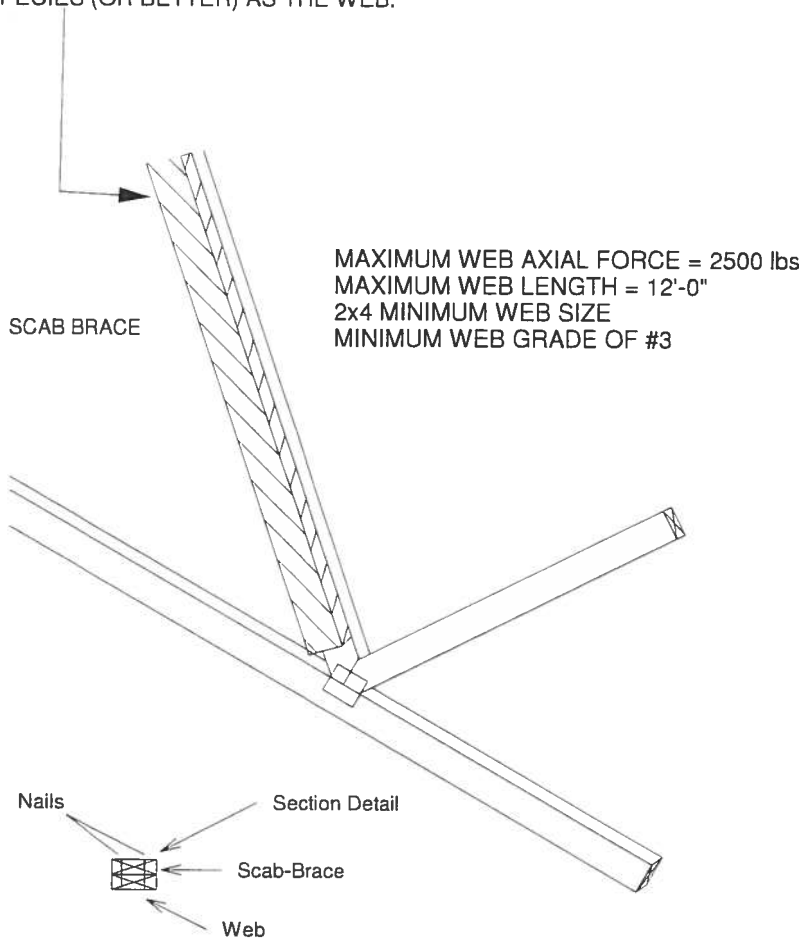 (OR BETTER) AS THE WEB.
MAXIMUM WEB AXIAL FORCE = 2500 lbs
MAXIMUM WEB LENGTH = 12'-0"
2x4 MINIMUM WEB SIZE
MINIMUM WEB GRADE OF #3
SCAB BRACE
Nails
Section Detail
Scab-Brace
Web